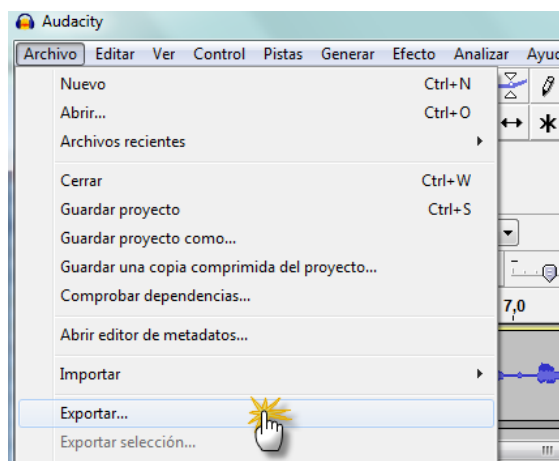 Audacity
Archivo Editar Ver Control Pistas Generar Efecto Analizar
Nuevo Ctrl+N
Abrir... Ctrl+O
Archivos recientes
Cerrar Ctrl+W
Guardar proyecto Ctrl+S
Guardar proyecto como...
Guardar una copia comprimida del proyecto...
Comprobar dependencias...
7,0
Abrir editor de metadatos...
Importar
Exportar...
Exportar selección...